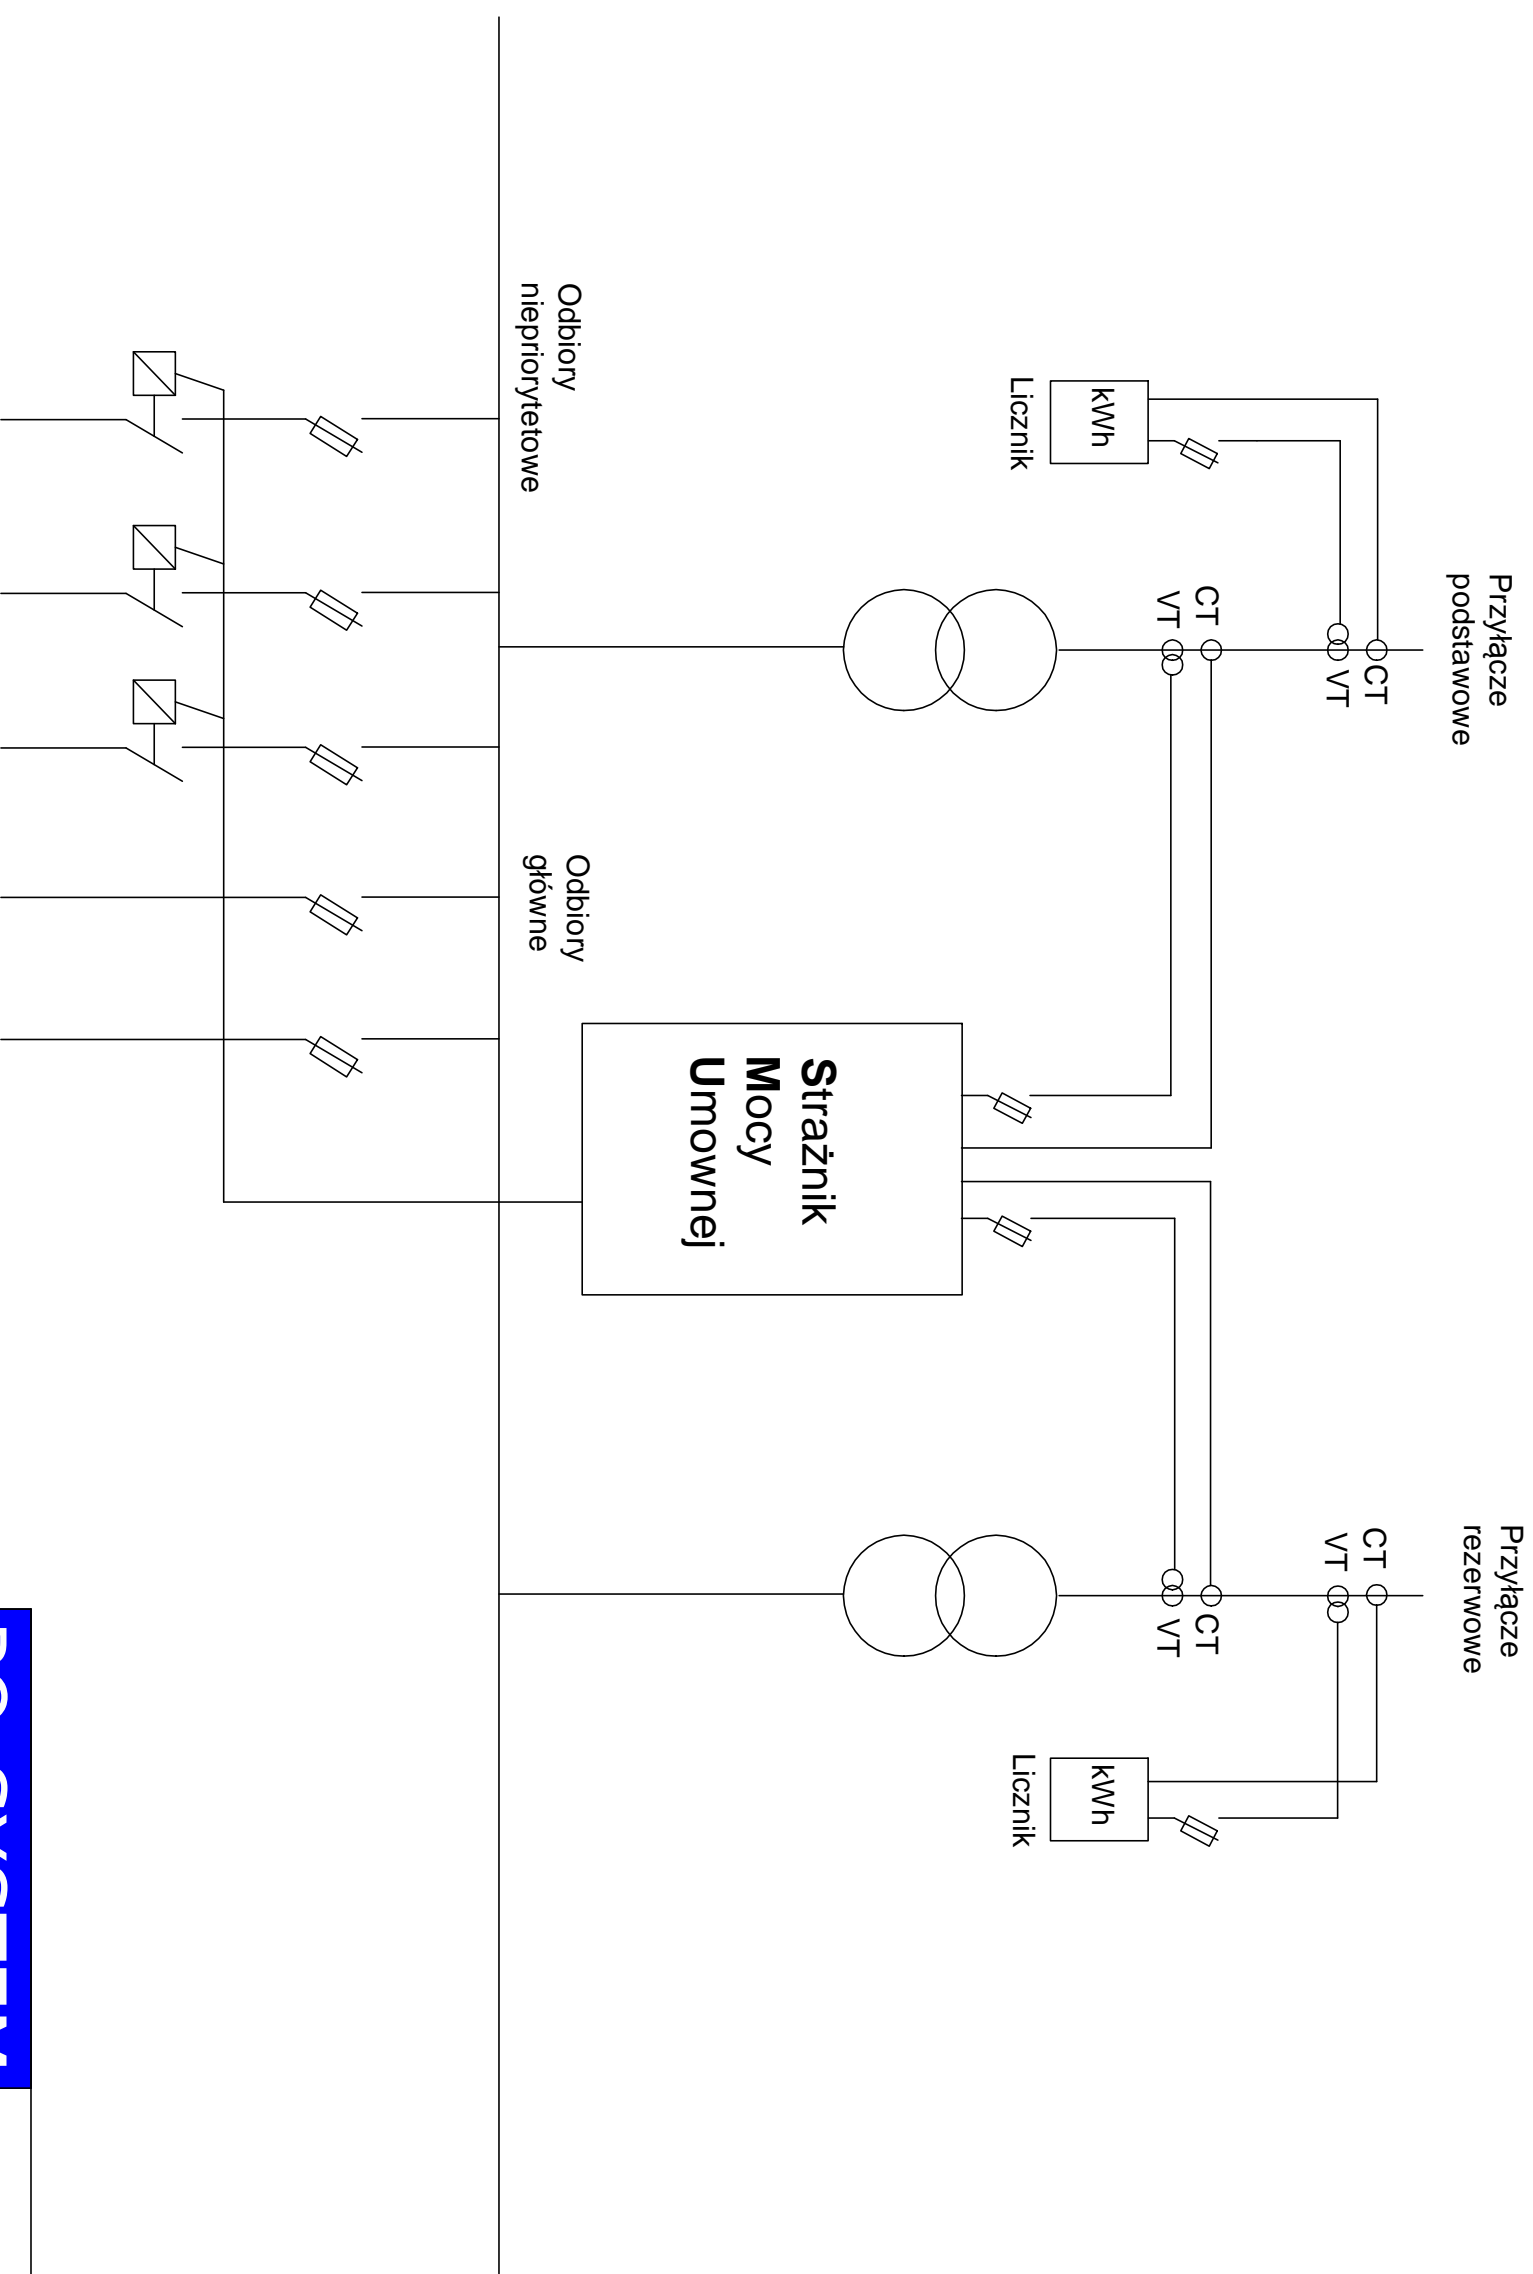 Przyłącze
podstawowe
Przyłącze
rezerwowe
CT
VT
CT
VT
CT
VT
CT
VT
kWh
Licznik
kWh
Licznik
Strażnik
Mocy
Umownej
Odbiory
niepriorytetowe
Odbiory
główne